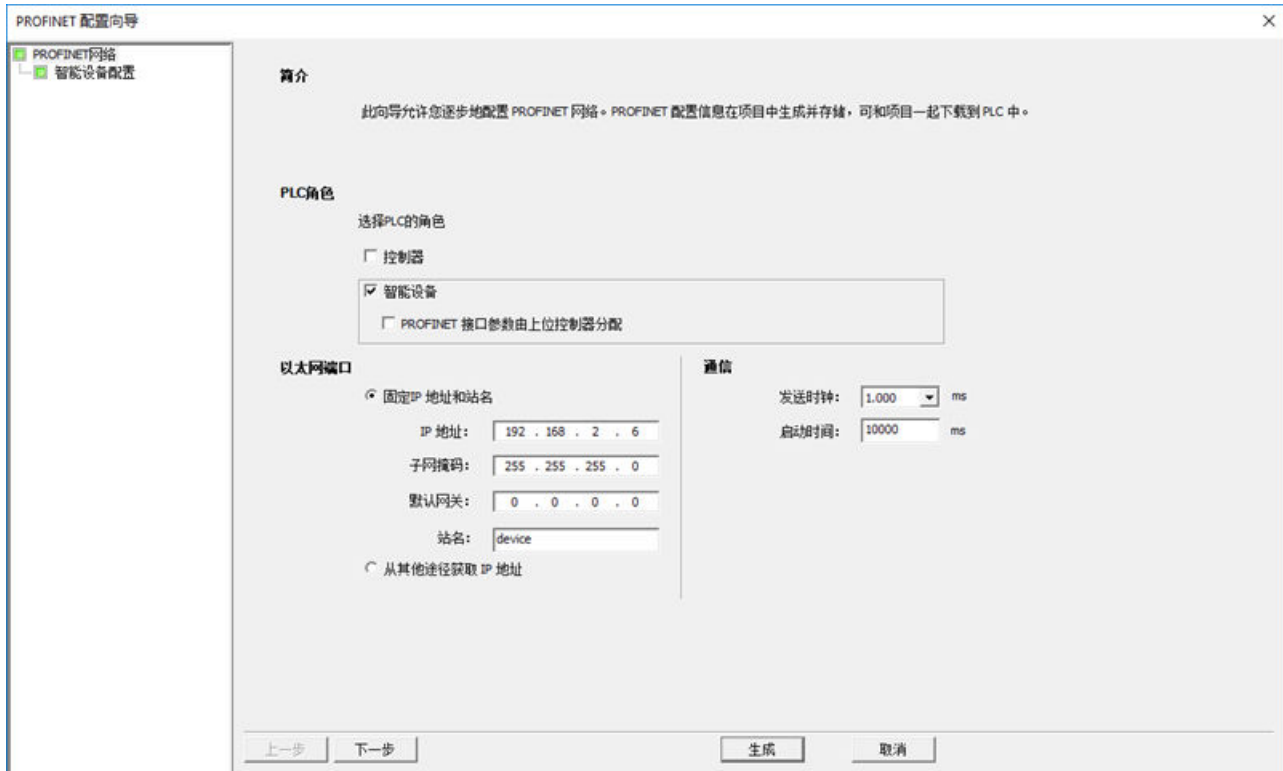 PROFINET 配置向导
PROFINET网络
智能设备配置
简介
此向导允许您逐步地配置 PROFINET 网络。PROFINET 配置信息在项目中生成并存储，可和项目一起下载到 PLC 中。
PLC角色
选择PLC的角色
控制器
智能设备
PROFINET 接口参数由上位控制器分配
以太网端口
固定IP 地址和站名
IP 地址： 192 . 168 . 2 . 6
子网掩码： 255 . 255 . 255 . 0
默认网关： 0 . 0 . 0 . 0
站名： device
从其他途径获取 IP 地址
通信
发送时钟： 1.000 ms
启动时间： 10000 ms
上一步 下一步 生成 取消